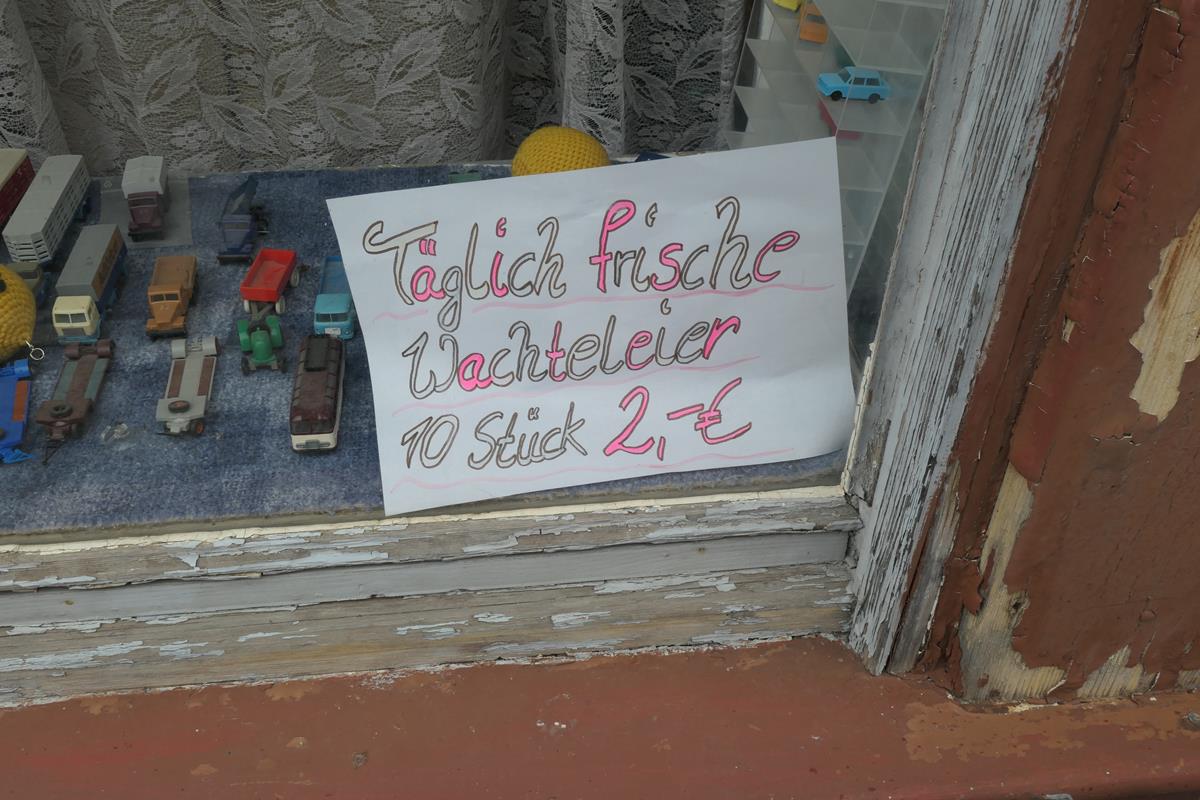 Täglich frische
Wachteleier
10 Stück 2,-€